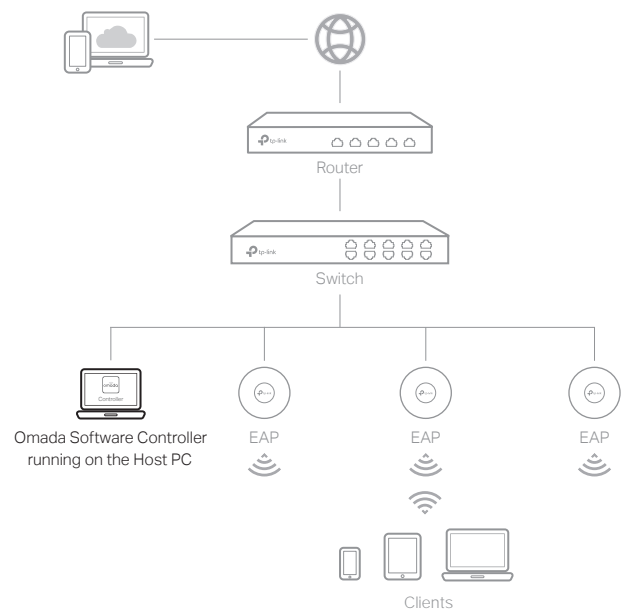 tp-link
Router
tp-link
Switch
omada
Controller
Omada Software Controller
running on the Host PC
EAP
EAP
EAP
Clients